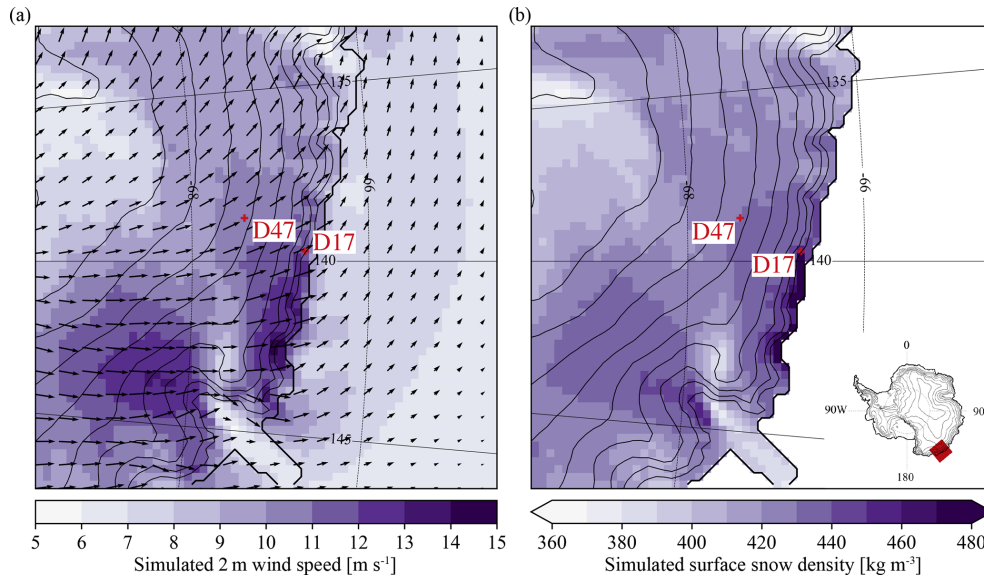 (a)
(b)
135
135
-68
-66
-68
-66
D47
D17
D47
D17
140
140
145
0
90W
90
180
5 6 7 8 9 10 11 12 13 14 15
360 380 400 420 440 460 480
Simulated 2 m wind speed [m s⁻¹]
Simulated surface snow density [kg m⁻³]